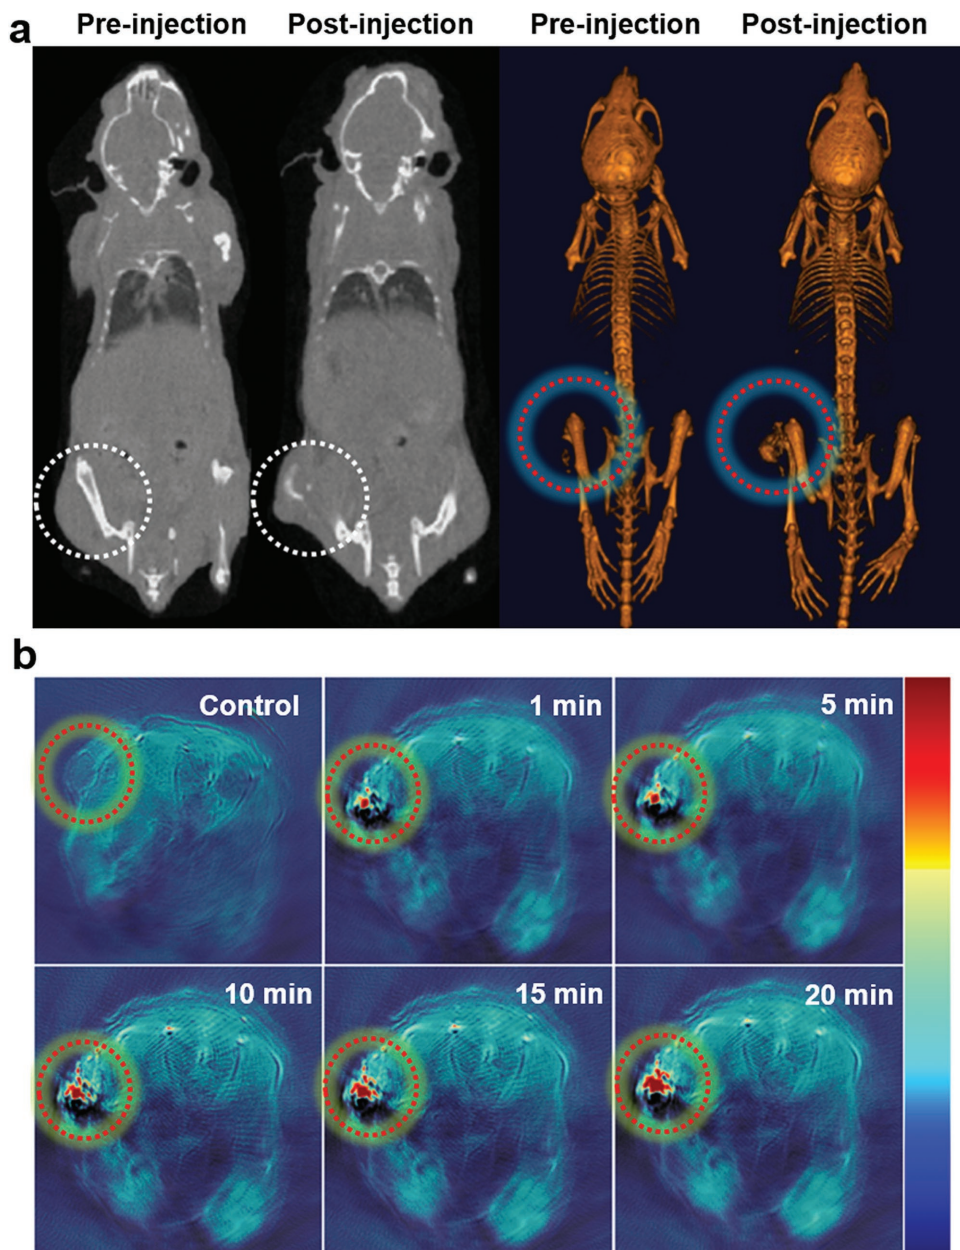 a
Pre-injection Post-injection Pre-injection Post-injection
b
Control 1 min 5 min
10 min 15 min 20 min